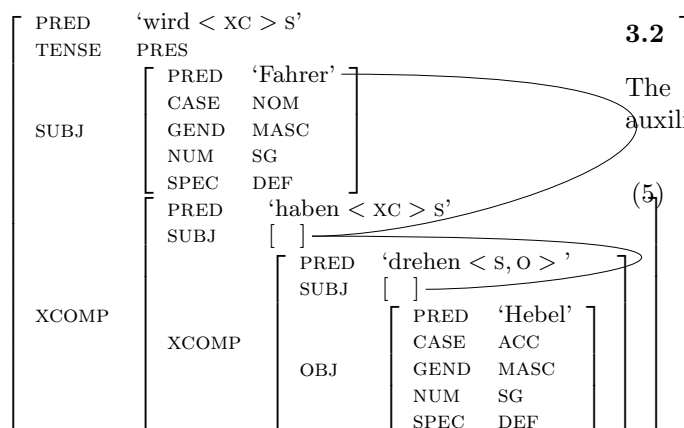 PRED ‘wird < XC > S’
TENSE PRES
SUBJ
PRED ‘Fahrer’
CASE NOM
GEND MASC
NUM SG
SPEC DEF
XCOMP
PRED ‘haben < XC > S’
SUBJ [ ]
XCOMP
PRED ‘drehen < S, O > ’
SUBJ [ ]
OBJ
PRED ‘Hebel’
CASE ACC
GEND MASC
NUM SG
SPEC DEF
3.2
The
(5)